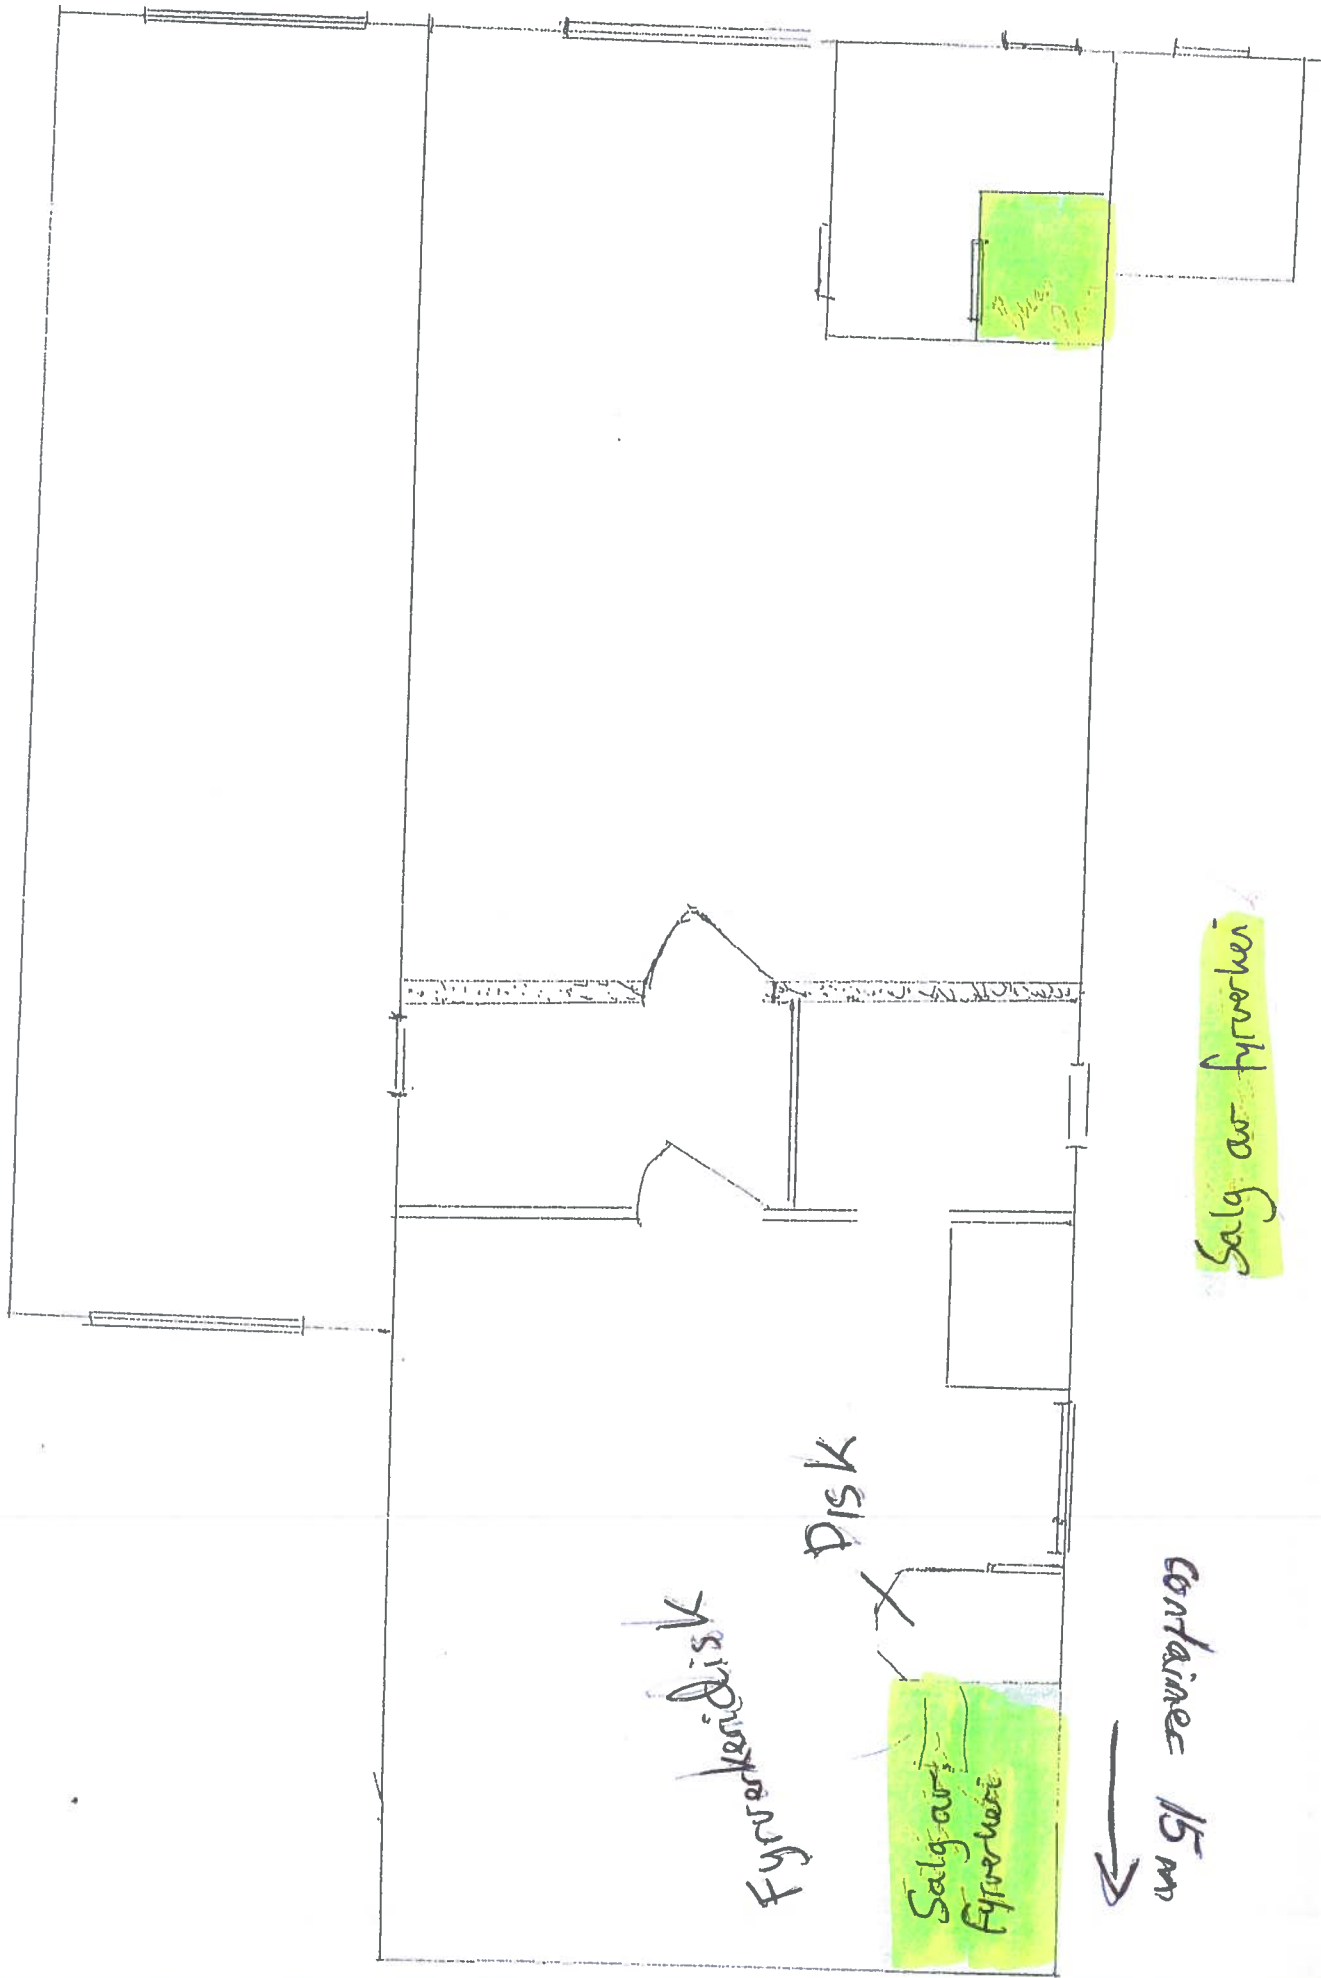 Salg av fyrverkeri
Container 15 m
Disk
Fyrverkeridisk
Salg av
fyrverkeri